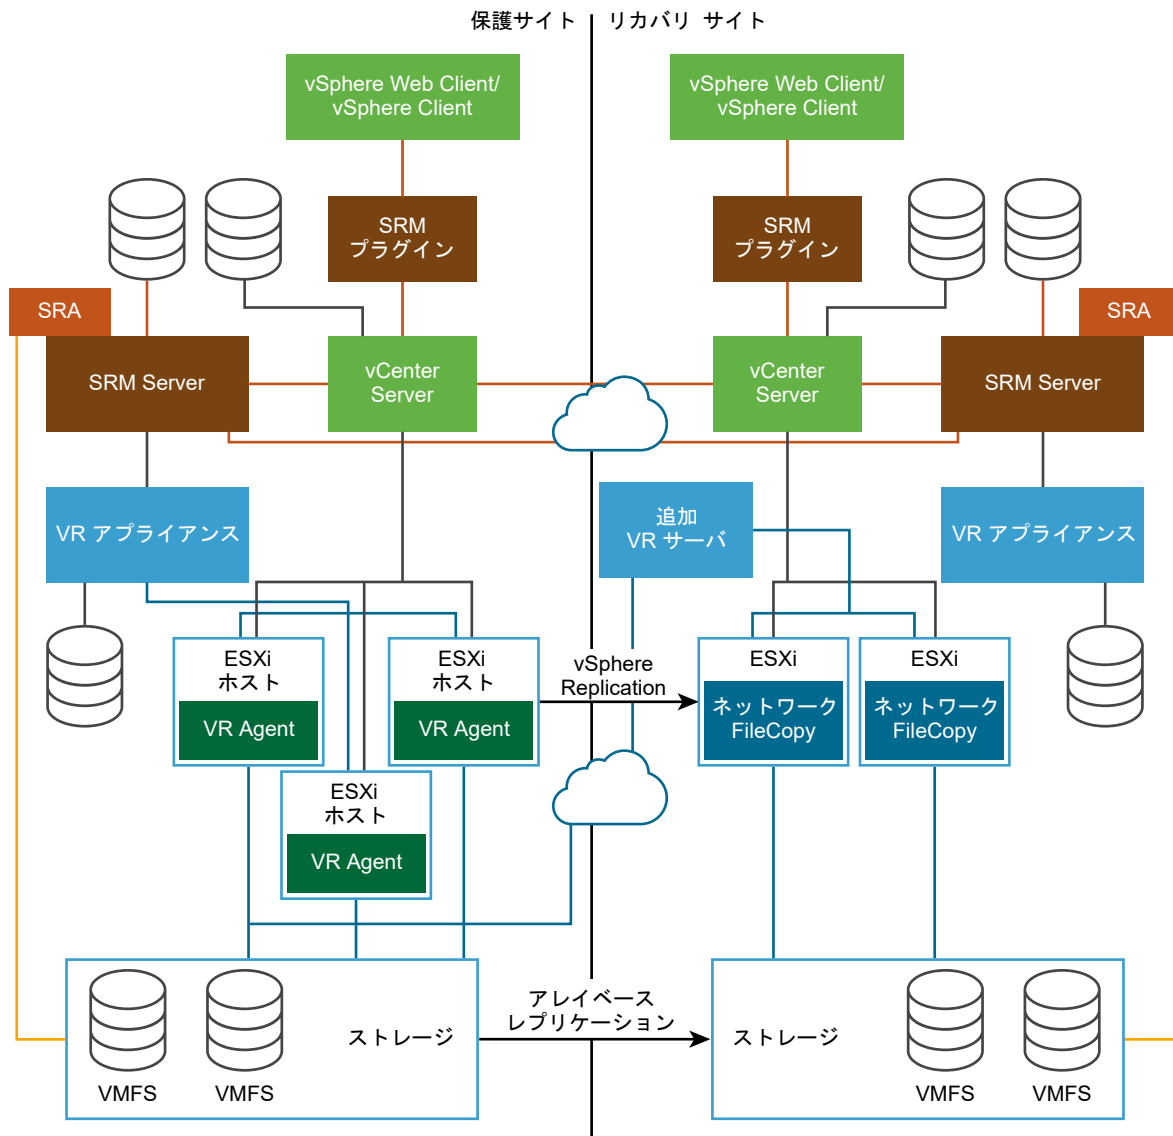 保護サイト
リカバリ サイト
vSphere Web Client/
vSphere Client
vSphere Web Client/
vSphere Client
SRM
プラグイン
SRM
プラグイン
SRA
SRA
SRM Server
vCenter
Server
vCenter
Server
SRM Server
VR アプライアンス
追加
VR サーバ
VR アプライアンス
ESXi
ホスト
VR Agent
ESXi
ホスト
VR Agent
vSphere
Replication
ESXi
ネットワーク
FileCopy
ESXi
ネットワーク
FileCopy
ESXi
ホスト
VR Agent
VMFS
VMFS
ストレージ
アレイベース
レプリケーション
ストレージ
VMFS
VMFS